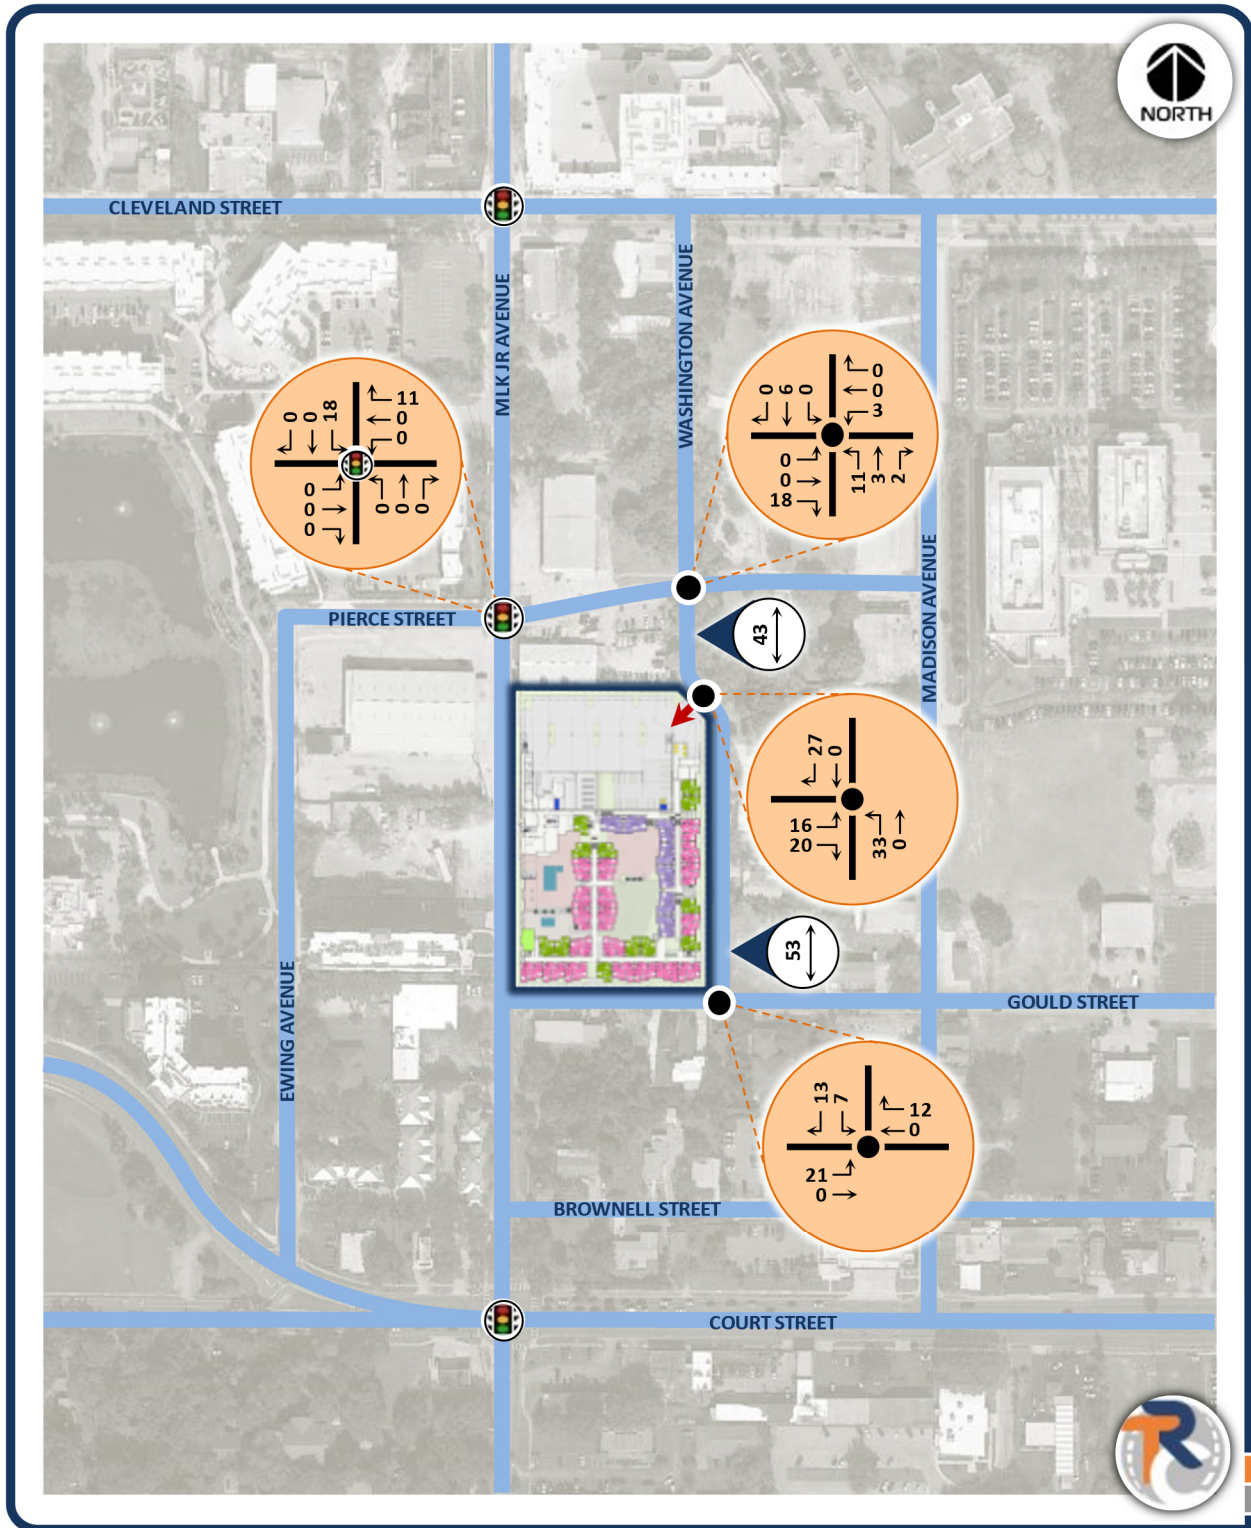 NORTH
CLEVELAND STREET
MLK JR AVENUE
WASHINGTON AVENUE
MADISON AVENUE
0 0 18
11
0
0
0
0
0
0 0 0
0 6 0
0
0
3
0
0
18
11 3 2
PIERCE STREET
43
27 0
16
20
33 0
53
EWING AVENUE
GOULD STREET
13 7
12
0
21
0
BROWNELL STREET
COURT STREET
TR